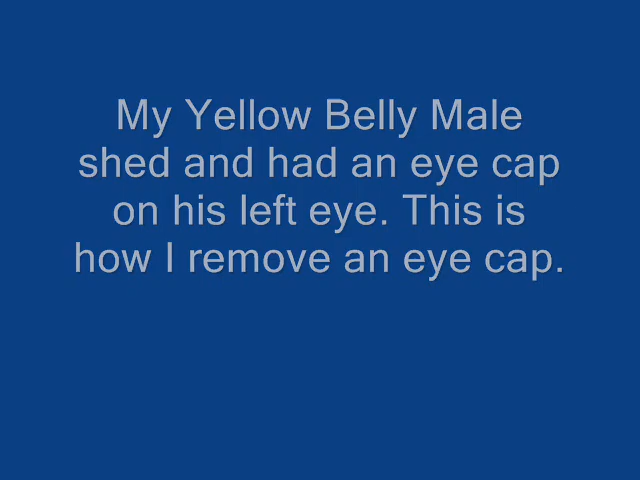 My Yellow Belly Male
shed and had an eye cap
on his left eye. This is
how I remove an eye cap.